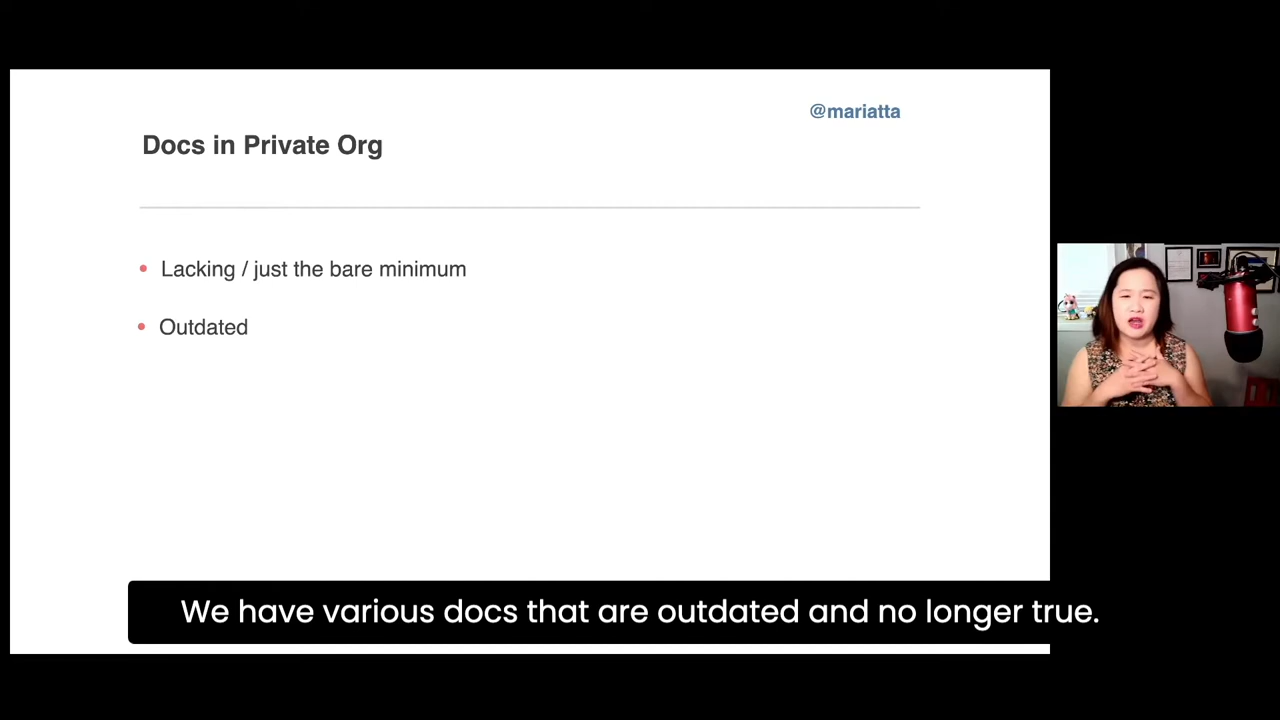 @mariatta
Docs in Private Org
• Lacking / just the bare minimum
• Outdated
We have various docs that are outdated and no longer true.